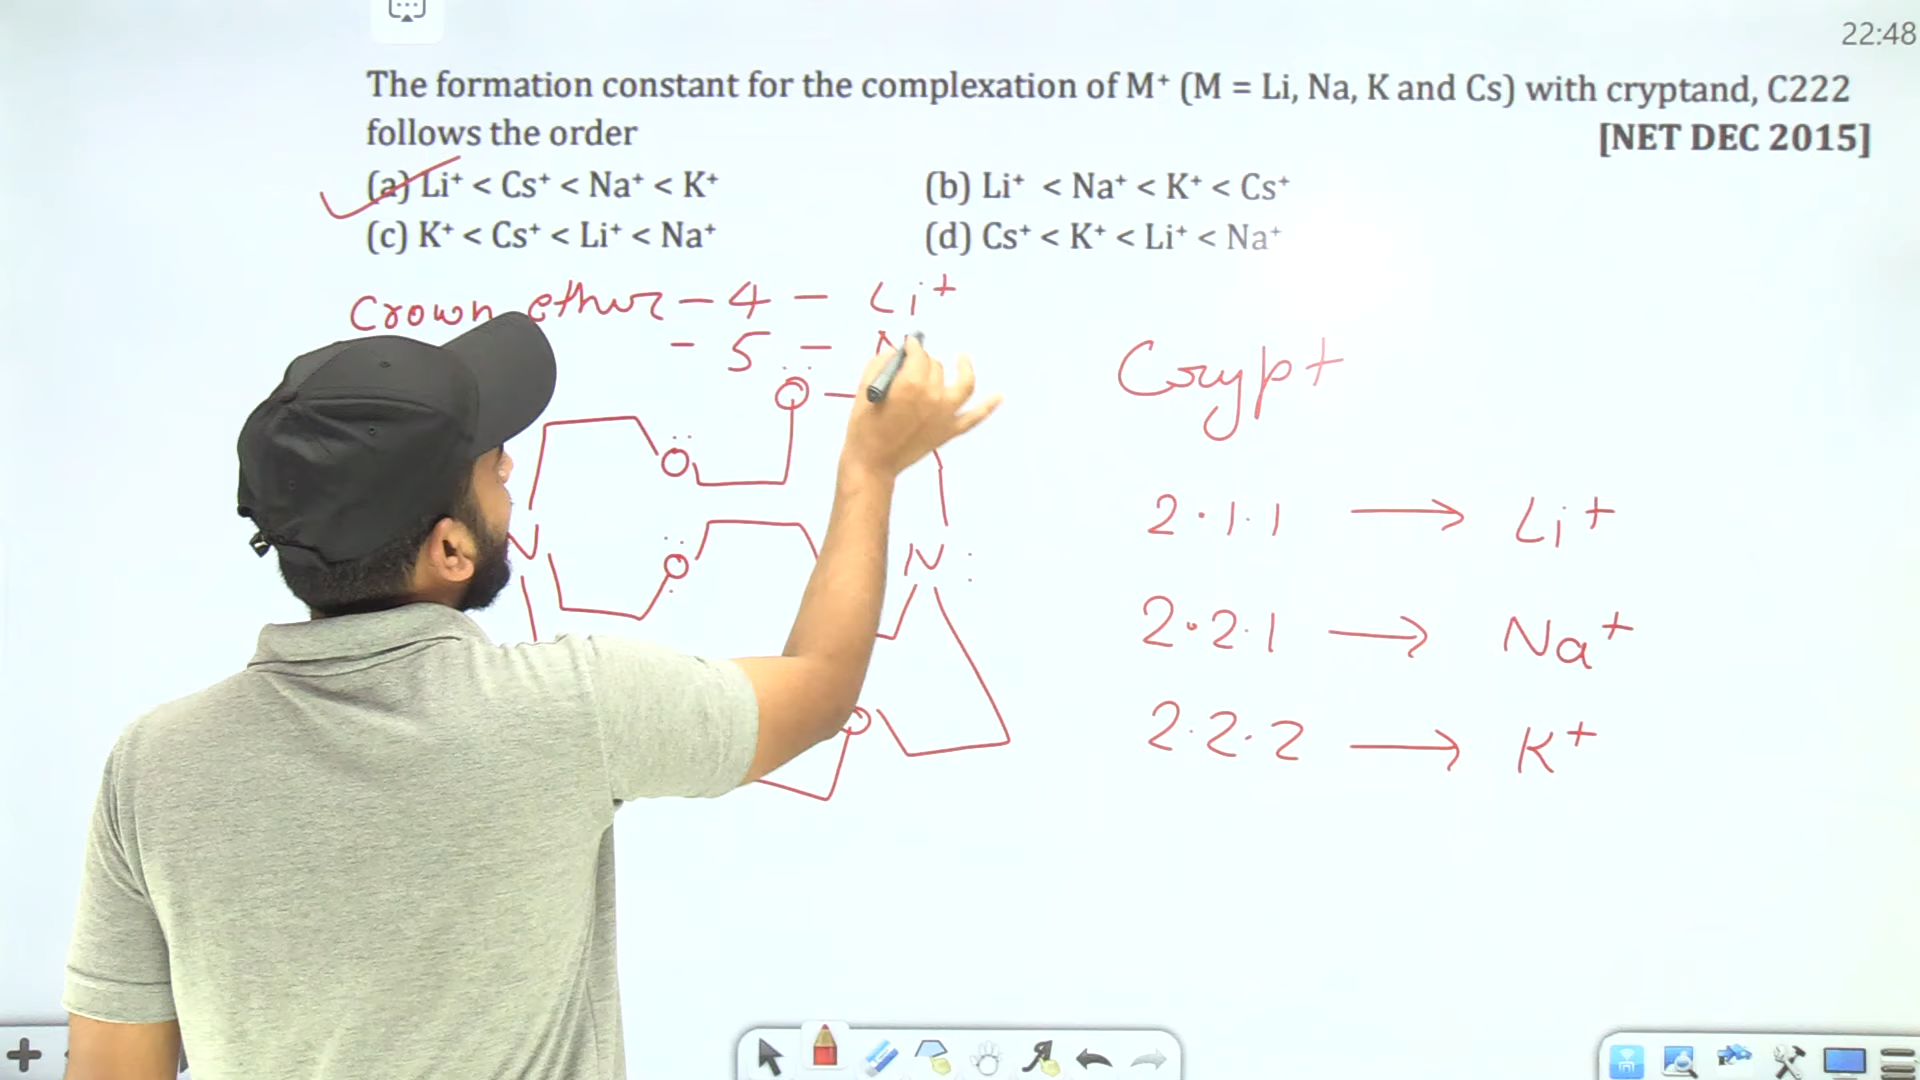 22:48
The formation constant for the complexation of M⁺ (M = Li, Na, K and Cs) with cryptand, C222
follows the order [NET DEC 2015]
(a) Li⁺ < Cs⁺ < Na⁺ < K⁺ (b) Li⁺ < Na⁺ < K⁺ < Cs⁺
(c) K⁺ < Cs⁺ < Li⁺ < Na⁺ (d) Cs⁺ < K⁺ < Li⁺ < Na⁺
Crown ether - 4 - Li⁺
- 5 - N
Crypt
O
O
O
N
N
O
2·1·1 → Li⁺
2·2·1 → Na⁺
2·2·2 → K⁺